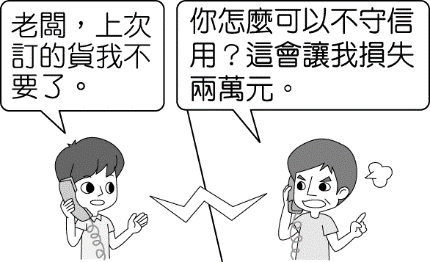 老闆，上次
訂的貨我不
要了。
你怎麼可以不守信
用？這會讓我損失
兩萬元。